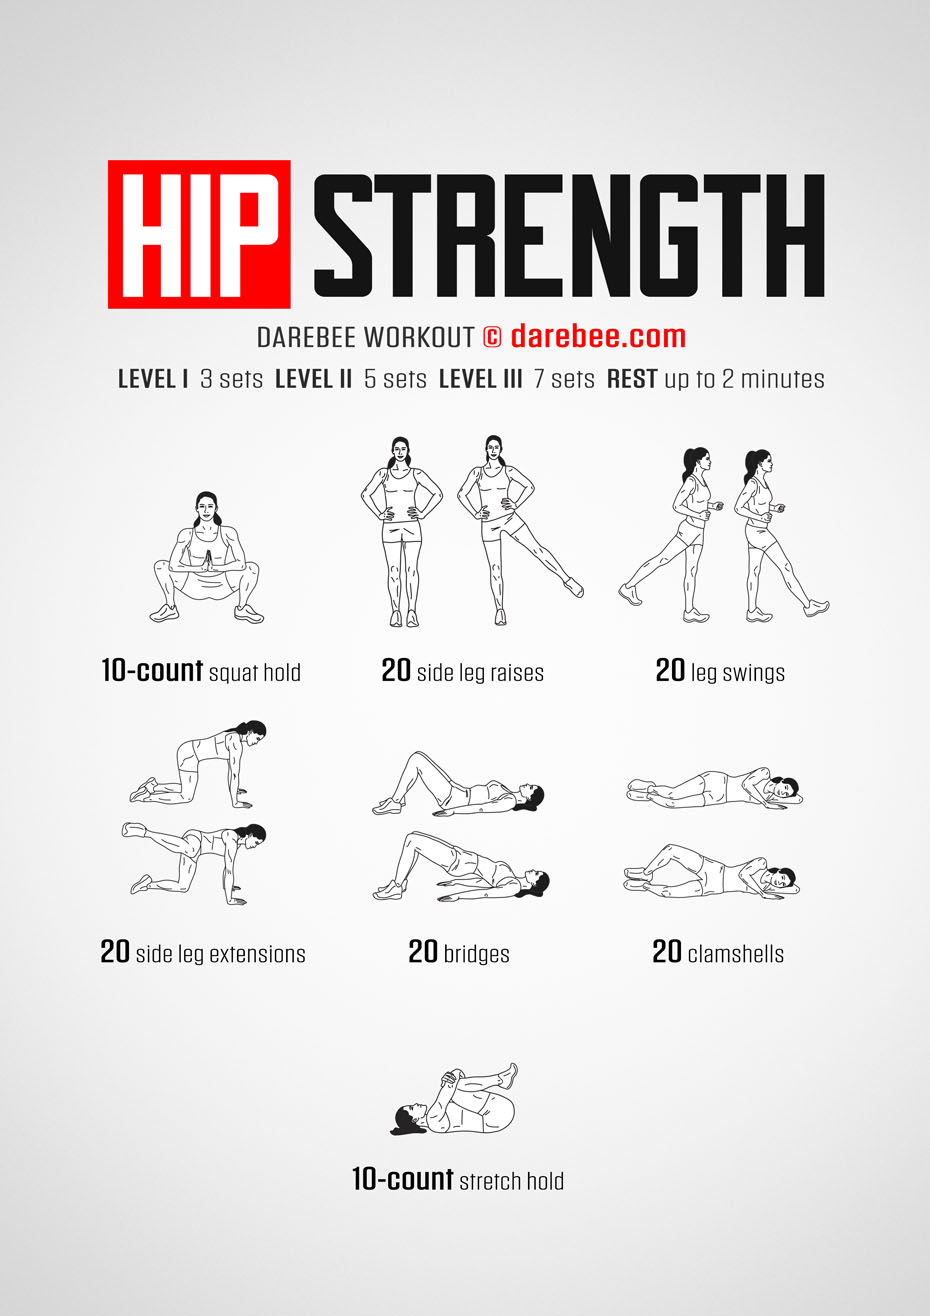 HIP STRENGTH
DAREBEE WORKOUT © darebee.com
LEVEL I 3 sets LEVEL II 5 sets LEVEL III 7 sets REST up to 2 minutes
10-count squat hold
20 side leg raises
20 leg swings
20 side leg extensions
20 bridges
20 clamshells
10-count stretch hold